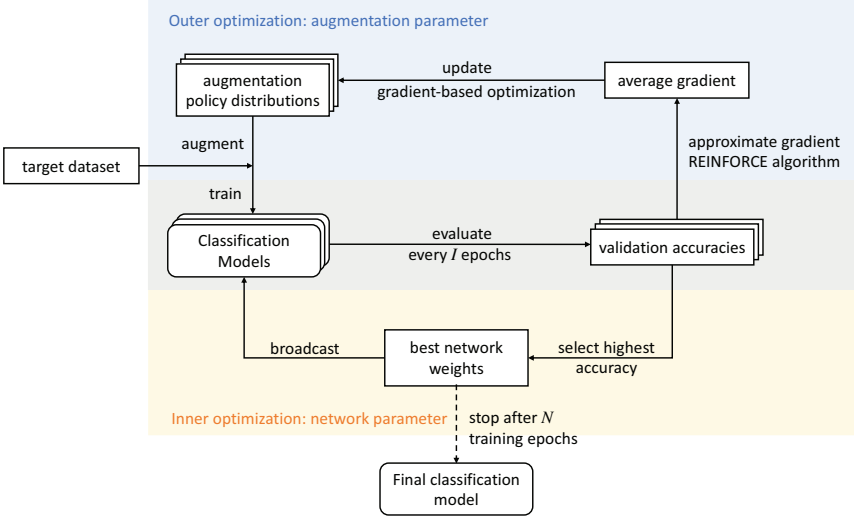 Outer optimization: augmentation parameter
augmentation
policy distributions
update
gradient-based optimization
average gradient
augment
target dataset
approximate gradient
REINFORCE algorithm
train
Classification
Models
evaluate
every I epochs
validation accuracies
broadcast
best network
weights
select highest
accuracy
Inner optimization: network parameter
stop after N
training epochs
Final classification
model